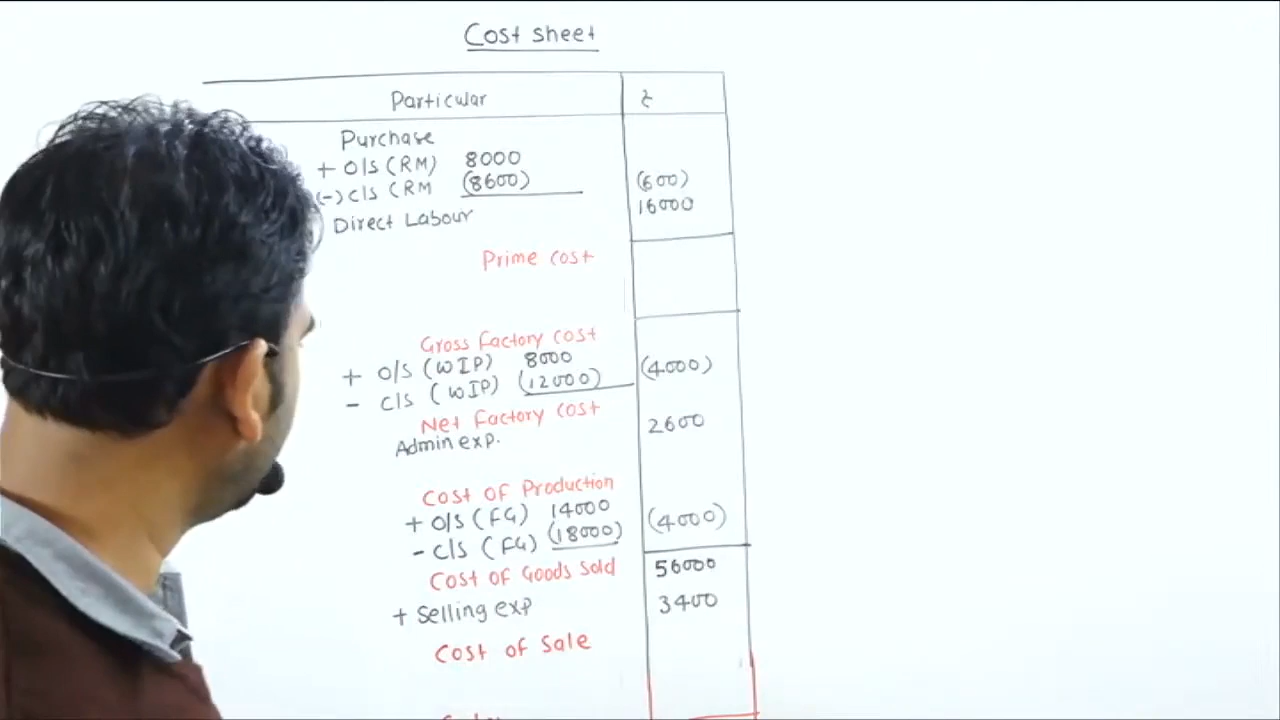 Cost sheet
Particular ₹
Purchase
+ O/S (RM) 8000
(-) C/S (RM (8600) (600)
Direct Labour 16000
Prime cost
Gross Factory cost
+ O/S (WIP) 8000
- C/S (WIP) (12000) (4000)
Net Factory cost
Admin exp. 2600
Cost of Production
+ O/S (FG) 14000
- C/S (FG) (18000) (4000)
Cost of Goods Sold 56000
+ Selling exp 3400
Cost of Sale